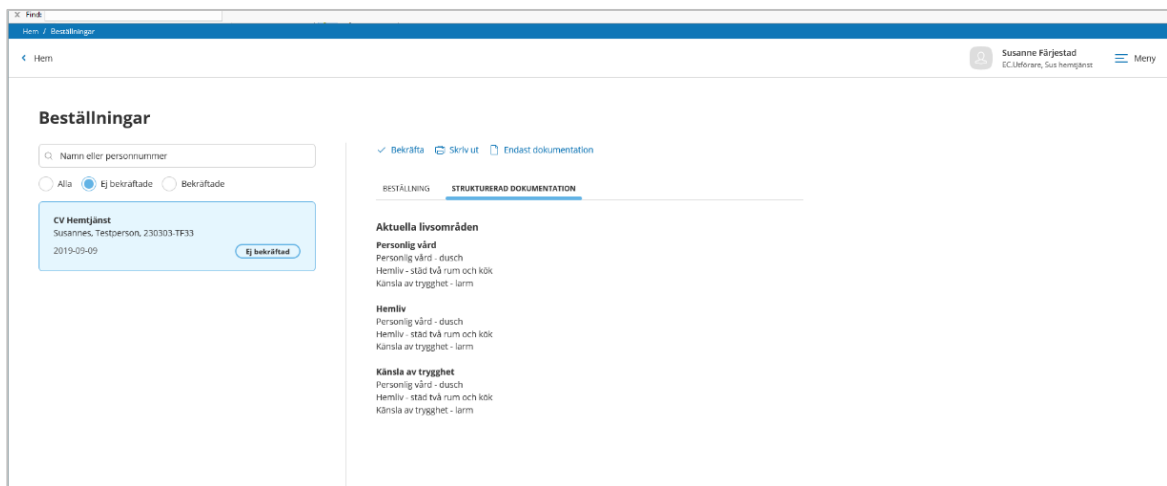 X Find:
Hem / Beställningar
Hem
Susanne Färjestad
EC.Utförare, Sus hemtjänst
Meny
Beställningar
Namn eller personnummer
Alla Ej bekräftade Bekräftade
CV Hemtjänst
Susannes, Testperson, 230303-TF33
2019-09-09 Ej bekräftad
Bekräfta Skriv ut Endast dokumentation
BESTÄLLNING STRUKTURERAD DOKUMENTATION
Aktuella livsområden
Personlig vård
Personlig vård - dusch
Hemliv - städ två rum och kök
Känsla av trygghet - larm
Hemliv
Personlig vård - dusch
Hemliv - städ två rum och kök
Känsla av trygghet - larm
Känsla av trygghet
Personlig vård - dusch
Hemliv - städ två rum och kök
Känsla av trygghet - larm